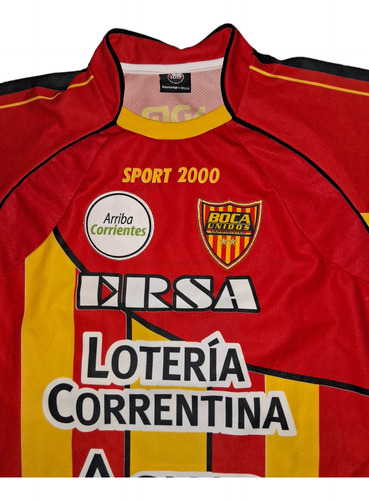 SPORT 2000
Arriba
Corrientes
BOCA
UNIDOS
ERSA
LOTERÍA
CORRENTINA